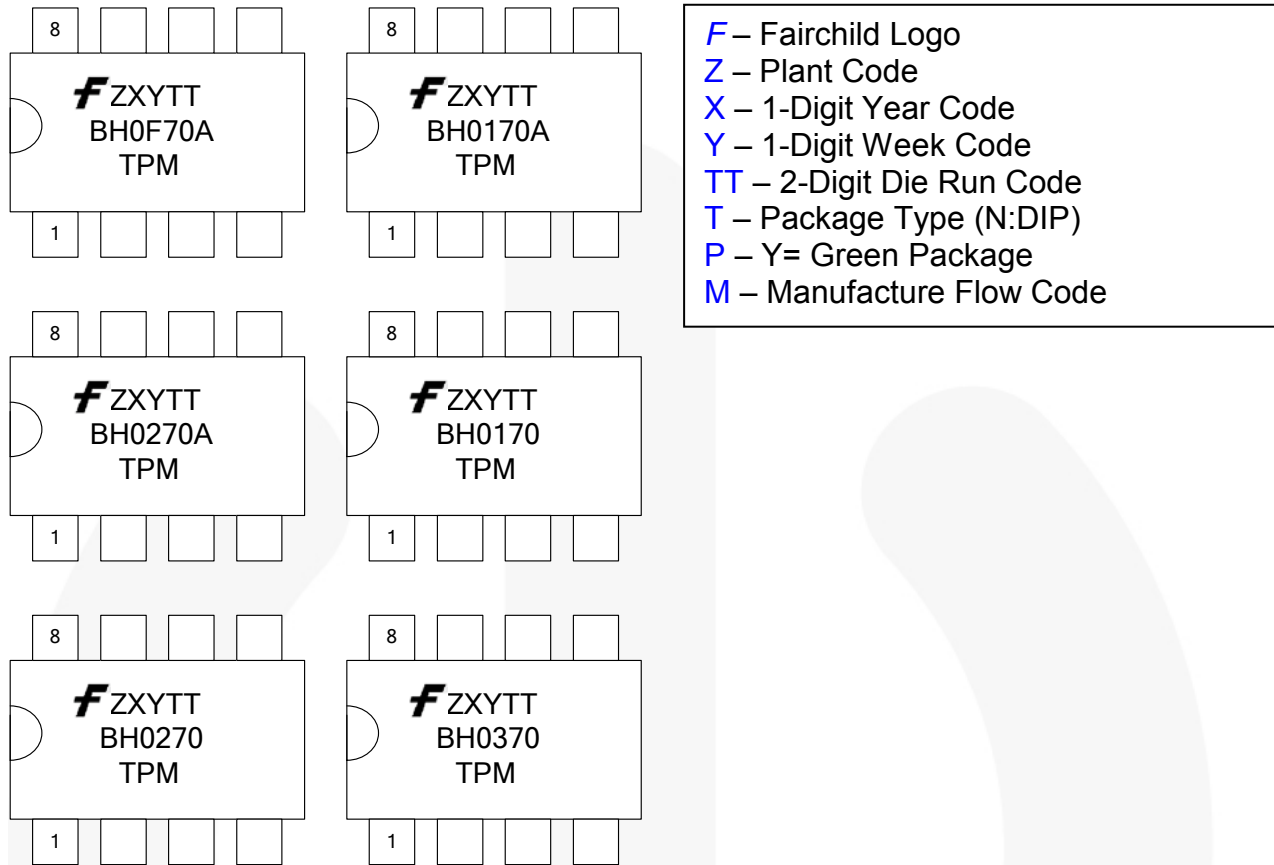 8
F ZXYTT
BH0F70A
TPM
1
8
F ZXYTT
BH0170A
TPM
1
F – Fairchild Logo
Z – Plant Code
X – 1-Digit Year Code
Y – 1-Digit Week Code
TT – 2-Digit Die Run Code
T – Package Type (N:DIP)
P – Y= Green Package
M – Manufacture Flow Code
8
F ZXYTT
BH0270A
TPM
1
8
F ZXYTT
BH0170
TPM
1
8
F ZXYTT
BH0270
TPM
1
8
F ZXYTT
BH0370
TPM
1